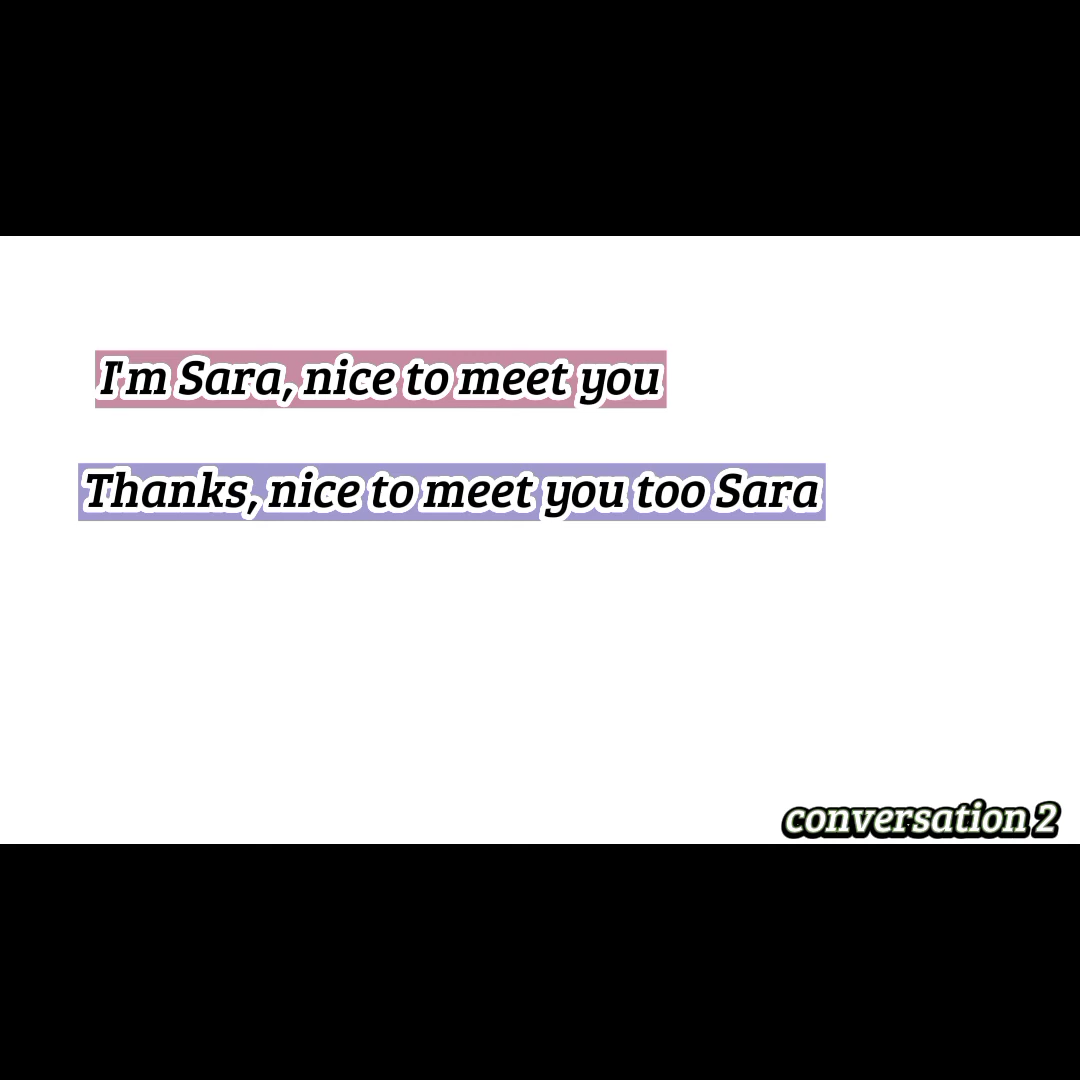 I'm Sara, nice to meet you
Thanks, nice to meet you too Sara
conversation 2